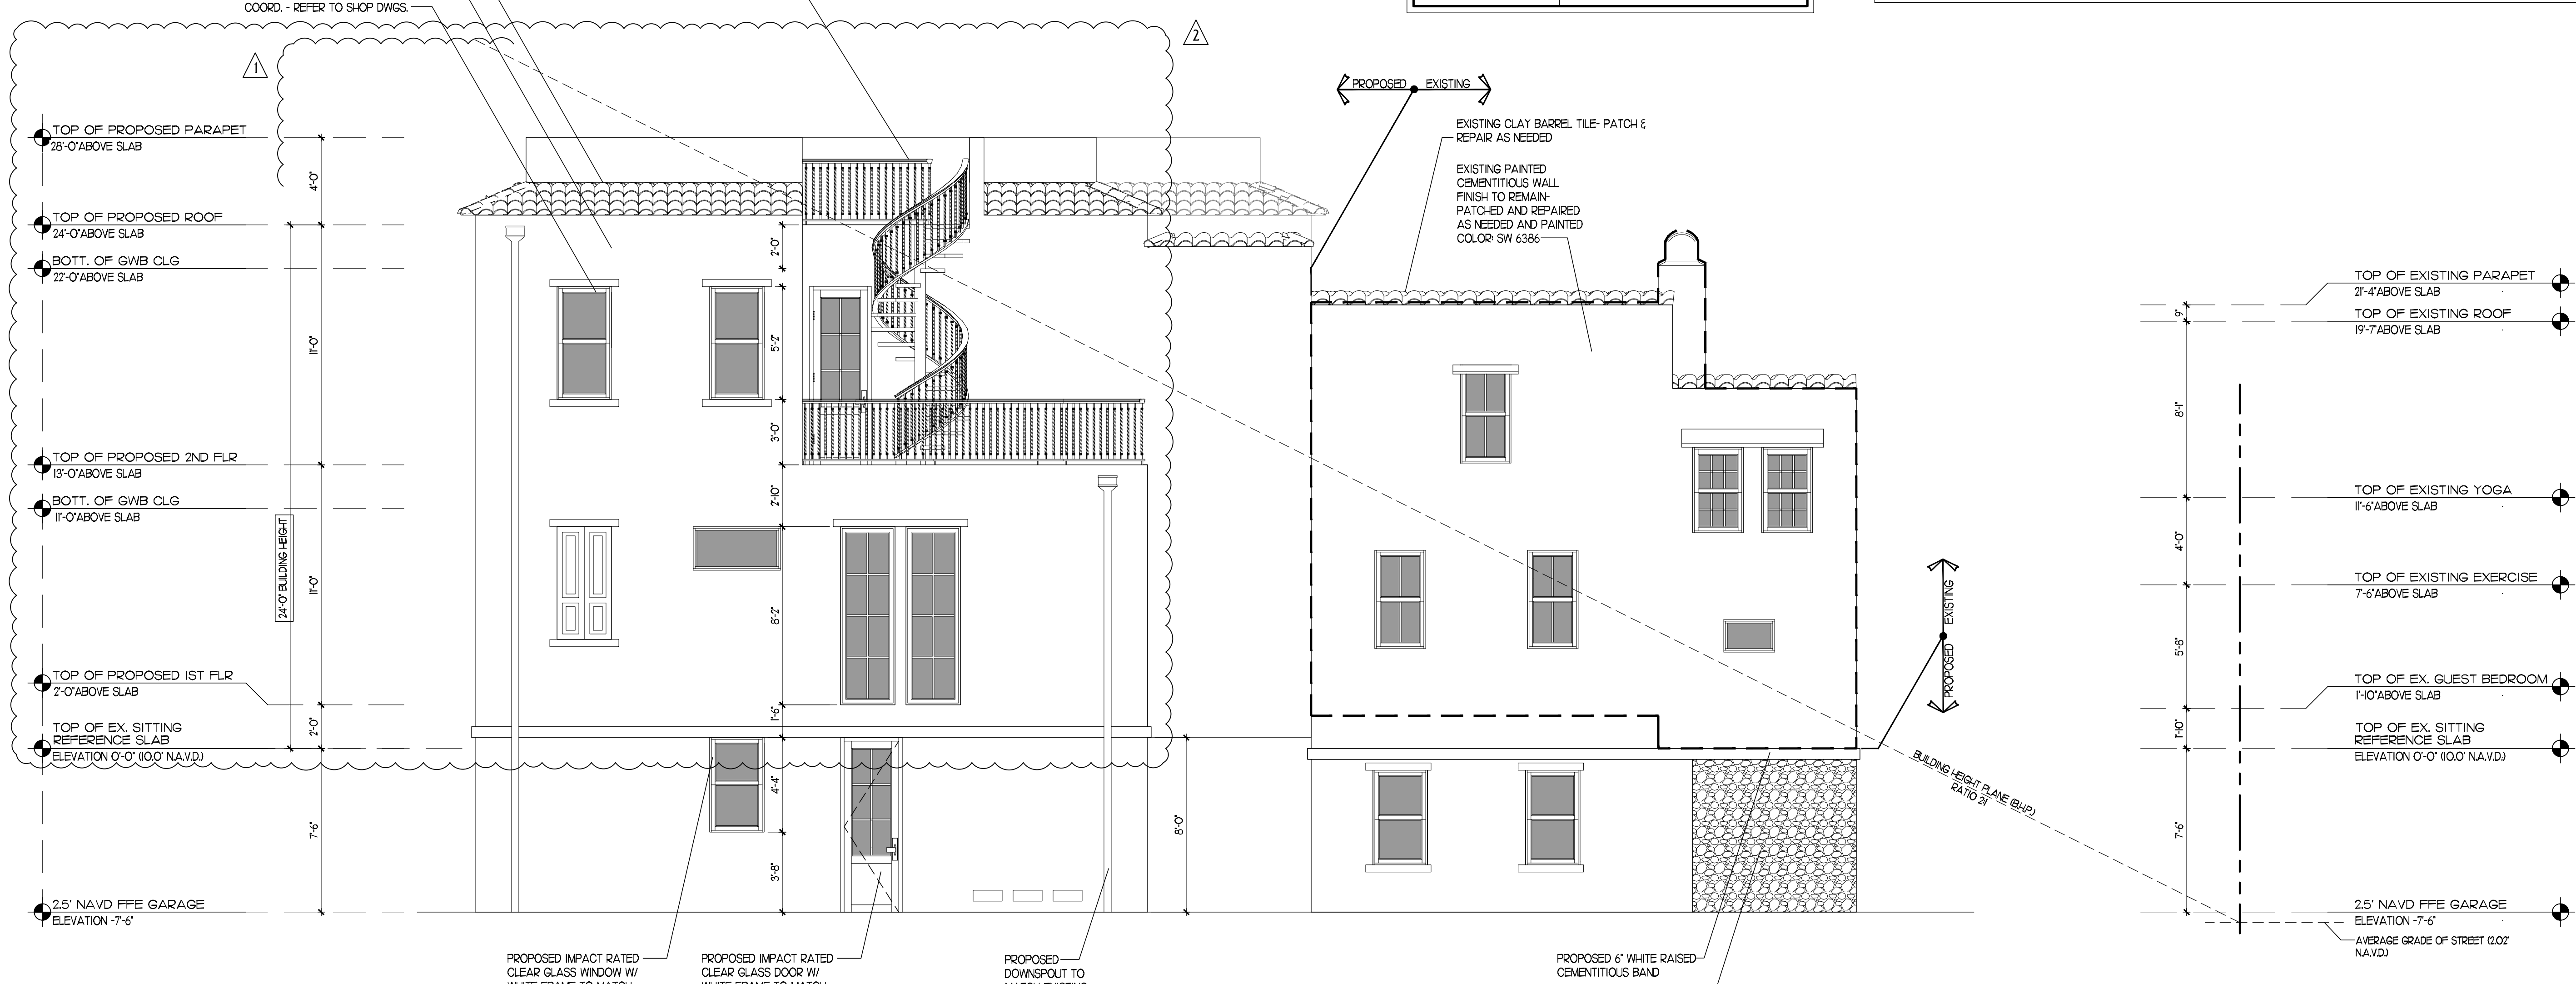 COORD. - REFER TO SHOP DWGS.
1
2
PROPOSED
EXISTING
TOP OF PROPOSED PARAPET
28'-0" ABOVE SLAB
TOP OF PROPOSED ROOF
24'-0" ABOVE SLAB
BOTT. OF GWB CLG
22'-0" ABOVE SLAB
TOP OF PROPOSED 2ND FLR
13'-0" ABOVE SLAB
BOTT. OF GWB CLG
11'-0" ABOVE SLAB
TOP OF PROPOSED 1ST FLR
2'-0" ABOVE SLAB
TOP OF EX. SITTING
REFERENCE SLAB
ELEVATION 0'-0" (10.0' N.A.V.D.)
2.5' NAVD FFE GARAGE
ELEVATION -7'-6"
24'-0" BUILDING HEIGHT
4'-0"
11'-0"
11'-0"
2'-0"
7'-6"
2'-0"
5'-2"
3'-0"
2'-10"
8'-2"
1'-6"
4'-4"
3'-8"
8'-0"
EXISTING CLAY BARREL TILE- PATCH &
REPAIR AS NEEDED
EXISTING PAINTED
CEMENTITIOUS WALL
FINISH TO REMAIN-
PATCHED AND REPAIRED
AS NEEDED AND PAINTED
COLOR: SW 6386
EXISTING
PROPOSED
BUILDING HEIGHT PLANE (B.H.P.)
RATIO 2:1
9"
8'-1"
4'-0"
5'-8"
1'-10"
7'-6"
TOP OF EXISTING PARAPET
21'-4" ABOVE SLAB
TOP OF EXISTING ROOF
19'-7" ABOVE SLAB
TOP OF EXISTING YOGA
11'-6" ABOVE SLAB
TOP OF EXISTING EXERCISE
7'-6" ABOVE SLAB
TOP OF EX. GUEST BEDROOM
1'-10" ABOVE SLAB
TOP OF EX. SITTING
REFERENCE SLAB
ELEVATION 0'-0" (10.0' N.A.V.D.)
2.5' NAVD FFE GARAGE
ELEVATION -7'-6"
AVERAGE GRADE OF STREET (2.02'
N.A.V.D.)
PROPOSED IMPACT RATED
CLEAR GLASS WINDOW W/
WHITE FRAME TO MATCH
PROPOSED IMPACT RATED
CLEAR GLASS DOOR W/
WHITE FRAME TO MATCH
PROPOSED
DOWNSPOUT TO
MATCH EXISTING
PROPOSED 6" WHITE RAISED
CEMENTITIOUS BAND